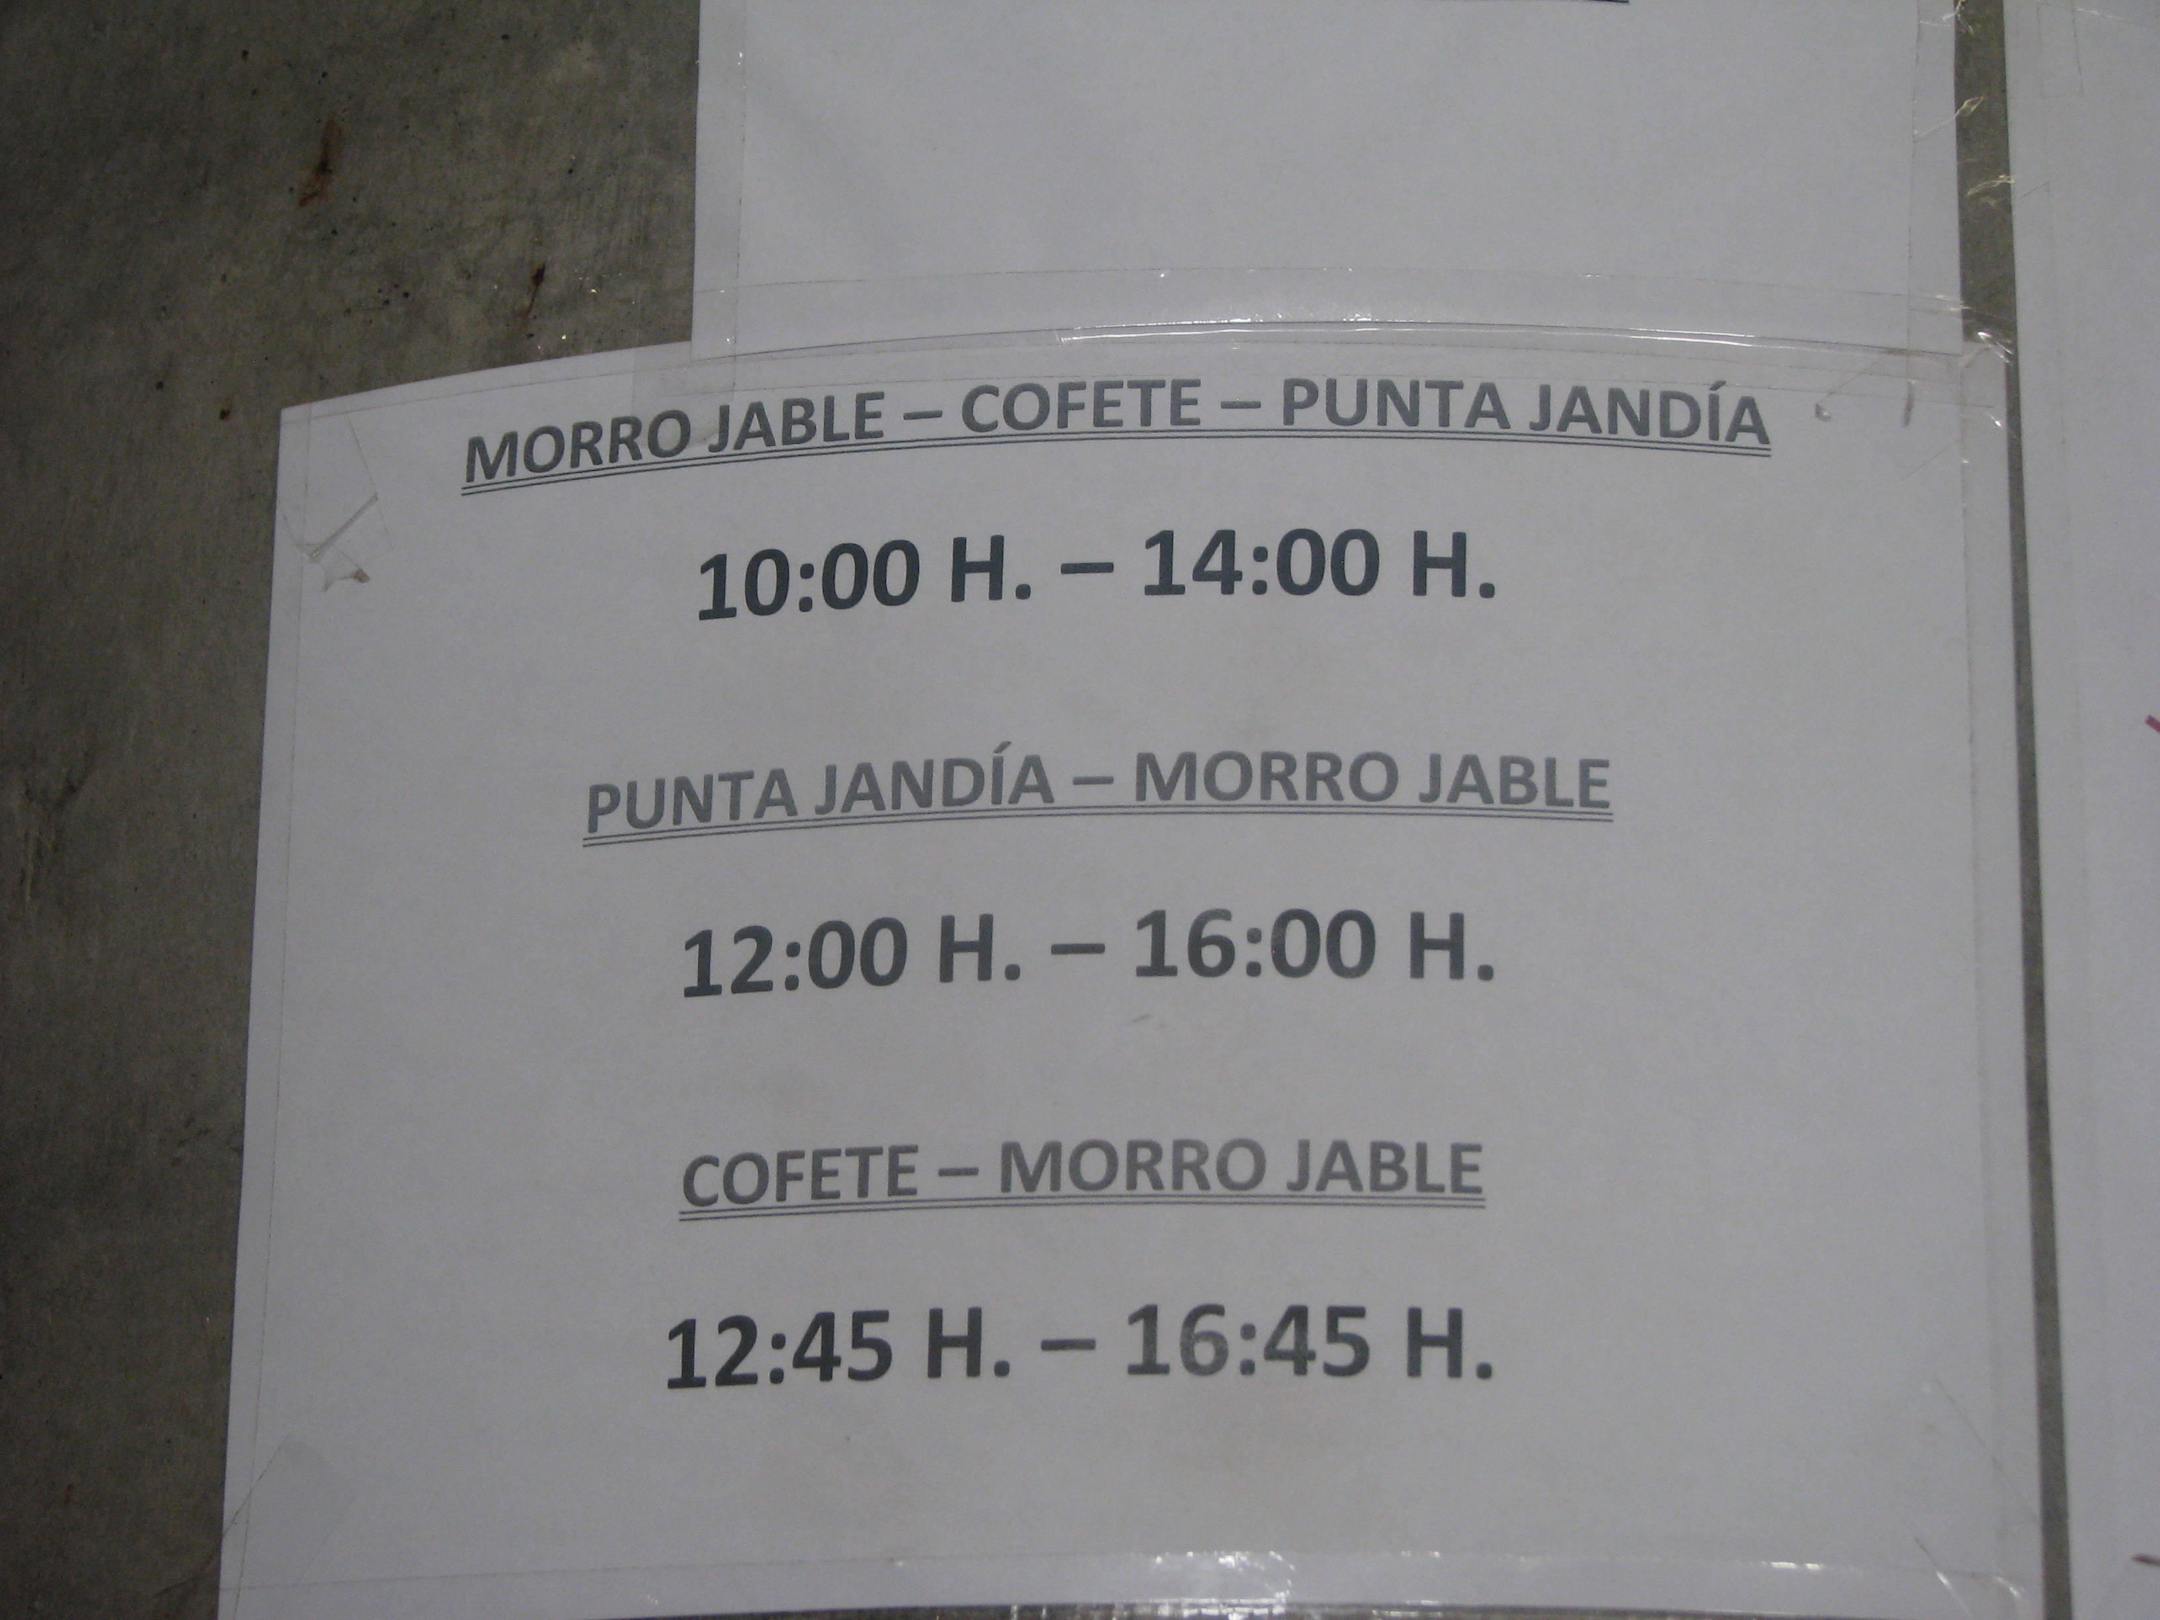 MORRO JABLE – COFETE – PUNTA JANDÍA
10:00 H. – 14:00 H.
PUNTA JANDÍA – MORRO JABLE
12:00 H. – 16:00 H.
COFETE – MORRO JABLE
12:45 H. – 16:45 H.